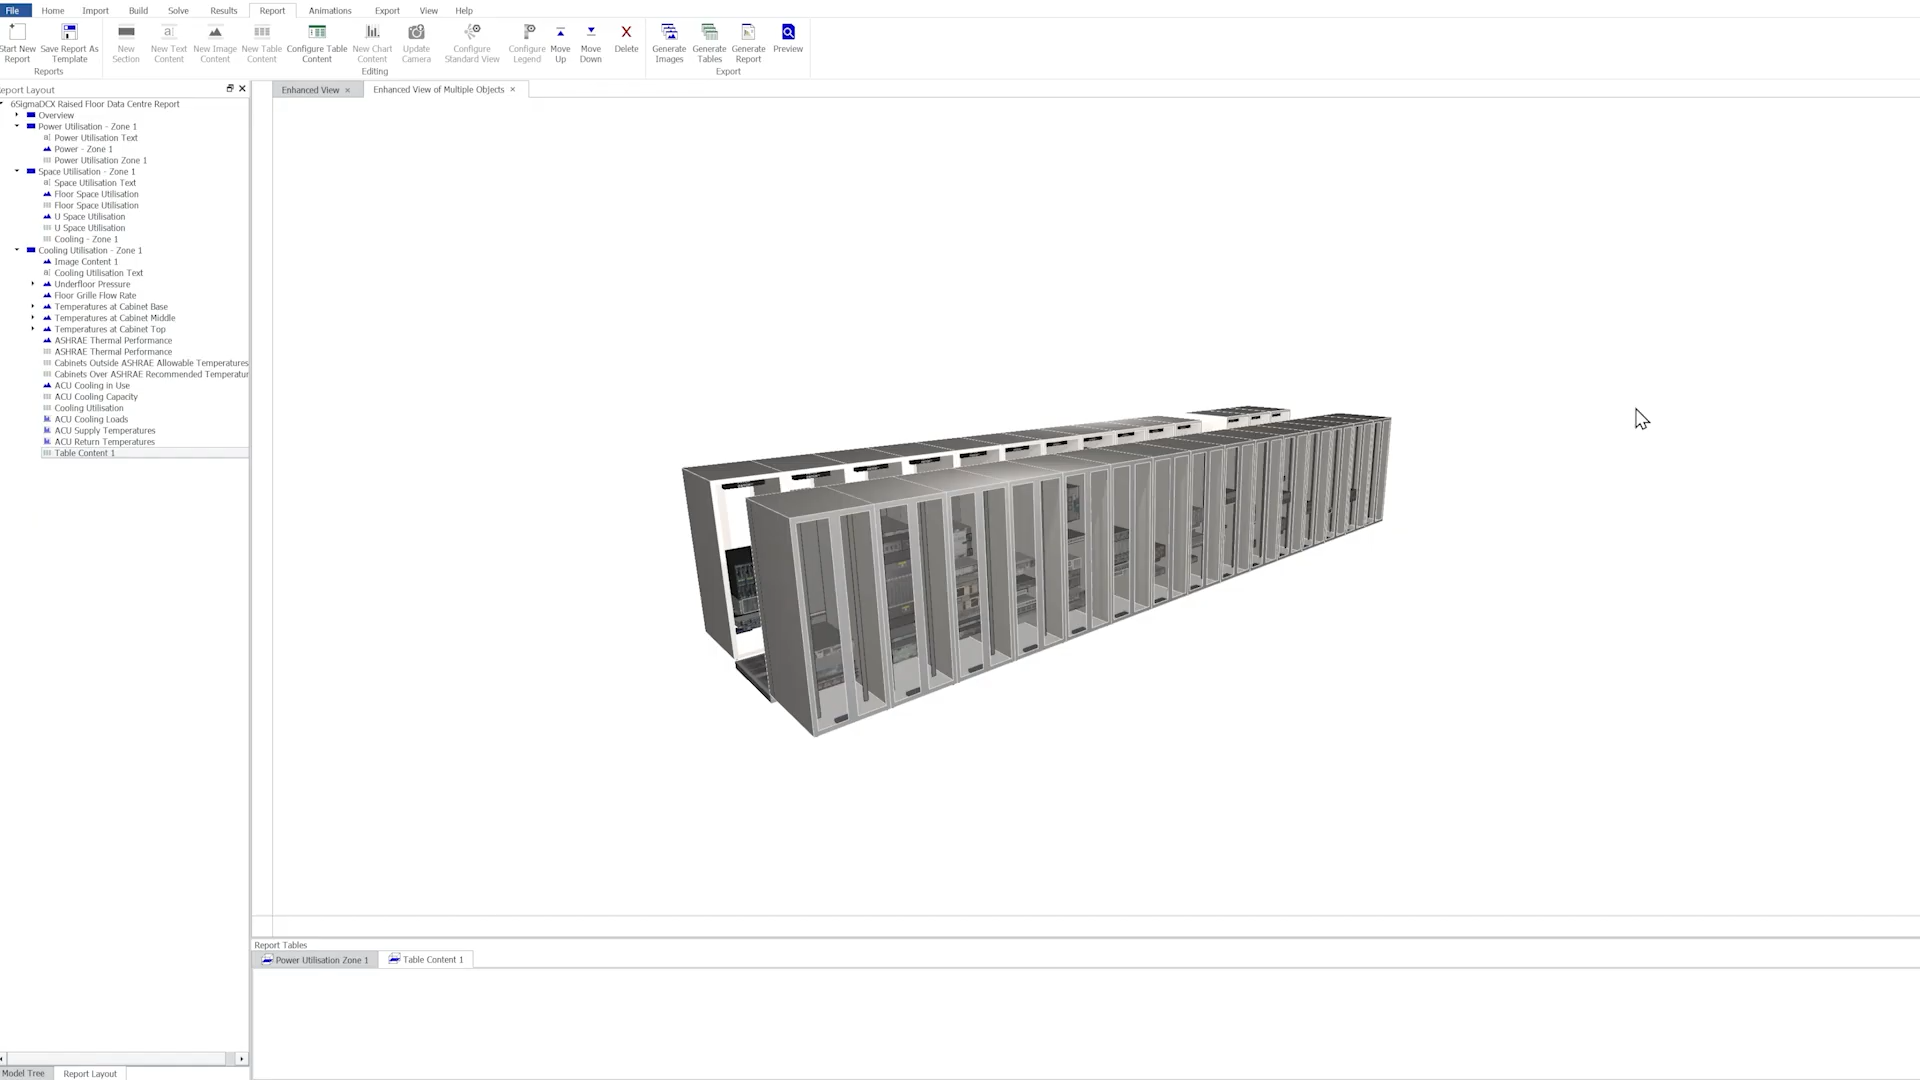 File Home Import Build Solve Results Report Animations Export View Help
Start New Report
Save Report As Template
Reports
New Section
New Text Content
New Image Content
New Table Content
Configure Table Content
New Chart Content
Update Camera
Configure Standard View
Configure Legend
Move Up
Move Down
Delete
Editing
Generate Images
Generate Tables
Generate Report
Preview
Export
eport Layout
Enhanced View
Enhanced View of Multiple Objects
6SigmaDCX Raised Floor Data Centre Report
Overview
Power Utilisation - Zone 1
Power Utilisation Text
Power - Zone 1
Power Utilisation Zone 1
Space Utilisation - Zone 1
Space Utilisation Text
Floor Space Utilisation
Floor Space Utilisation
U Space Utilisation
U Space Utilisation
Cooling - Zone 1
Cooling Utilisation - Zone 1
Image Content 1
Cooling Utilisation Text
Underfloor Pressure
Floor Grille Flow Rate
Temperatures at Cabinet Base
Temperatures at Cabinet Middle
Temperatures at Cabinet Top
ASHRAE Thermal Performance
ASHRAE Thermal Performance
Cabinets Outside ASHRAE Allowable Temperatures
Cabinets Over ASHRAE Recommended Temperatur
ACU Cooling in Use
ACU Cooling Capacity
Cooling Utilisation
ACU Cooling Loads
ACU Supply Temperatures
ACU Return Temperatures
Table Content 1
Report Tables
Power Utilisation Zone 1
Table Content 1
Model Tree
Report Layout